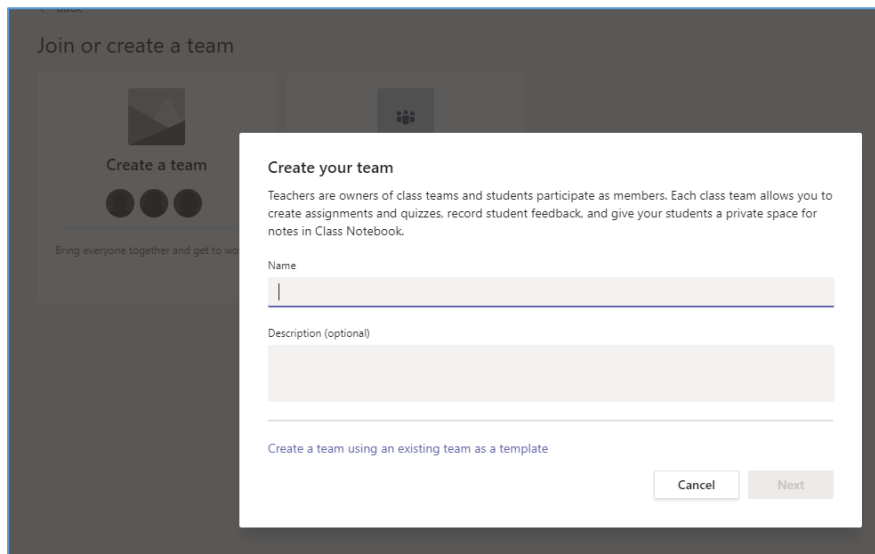 Join or create a team
Create a team
Bring everyone together and get to wo
Create your team
Teachers are owners of class teams and students participate as members. Each class team allows you to
create assignments and quizzes, record student feedback, and give your students a private space for
notes in Class Notebook.
Name
Description (optional)
Create a team using an existing team as a template
Cancel
Next